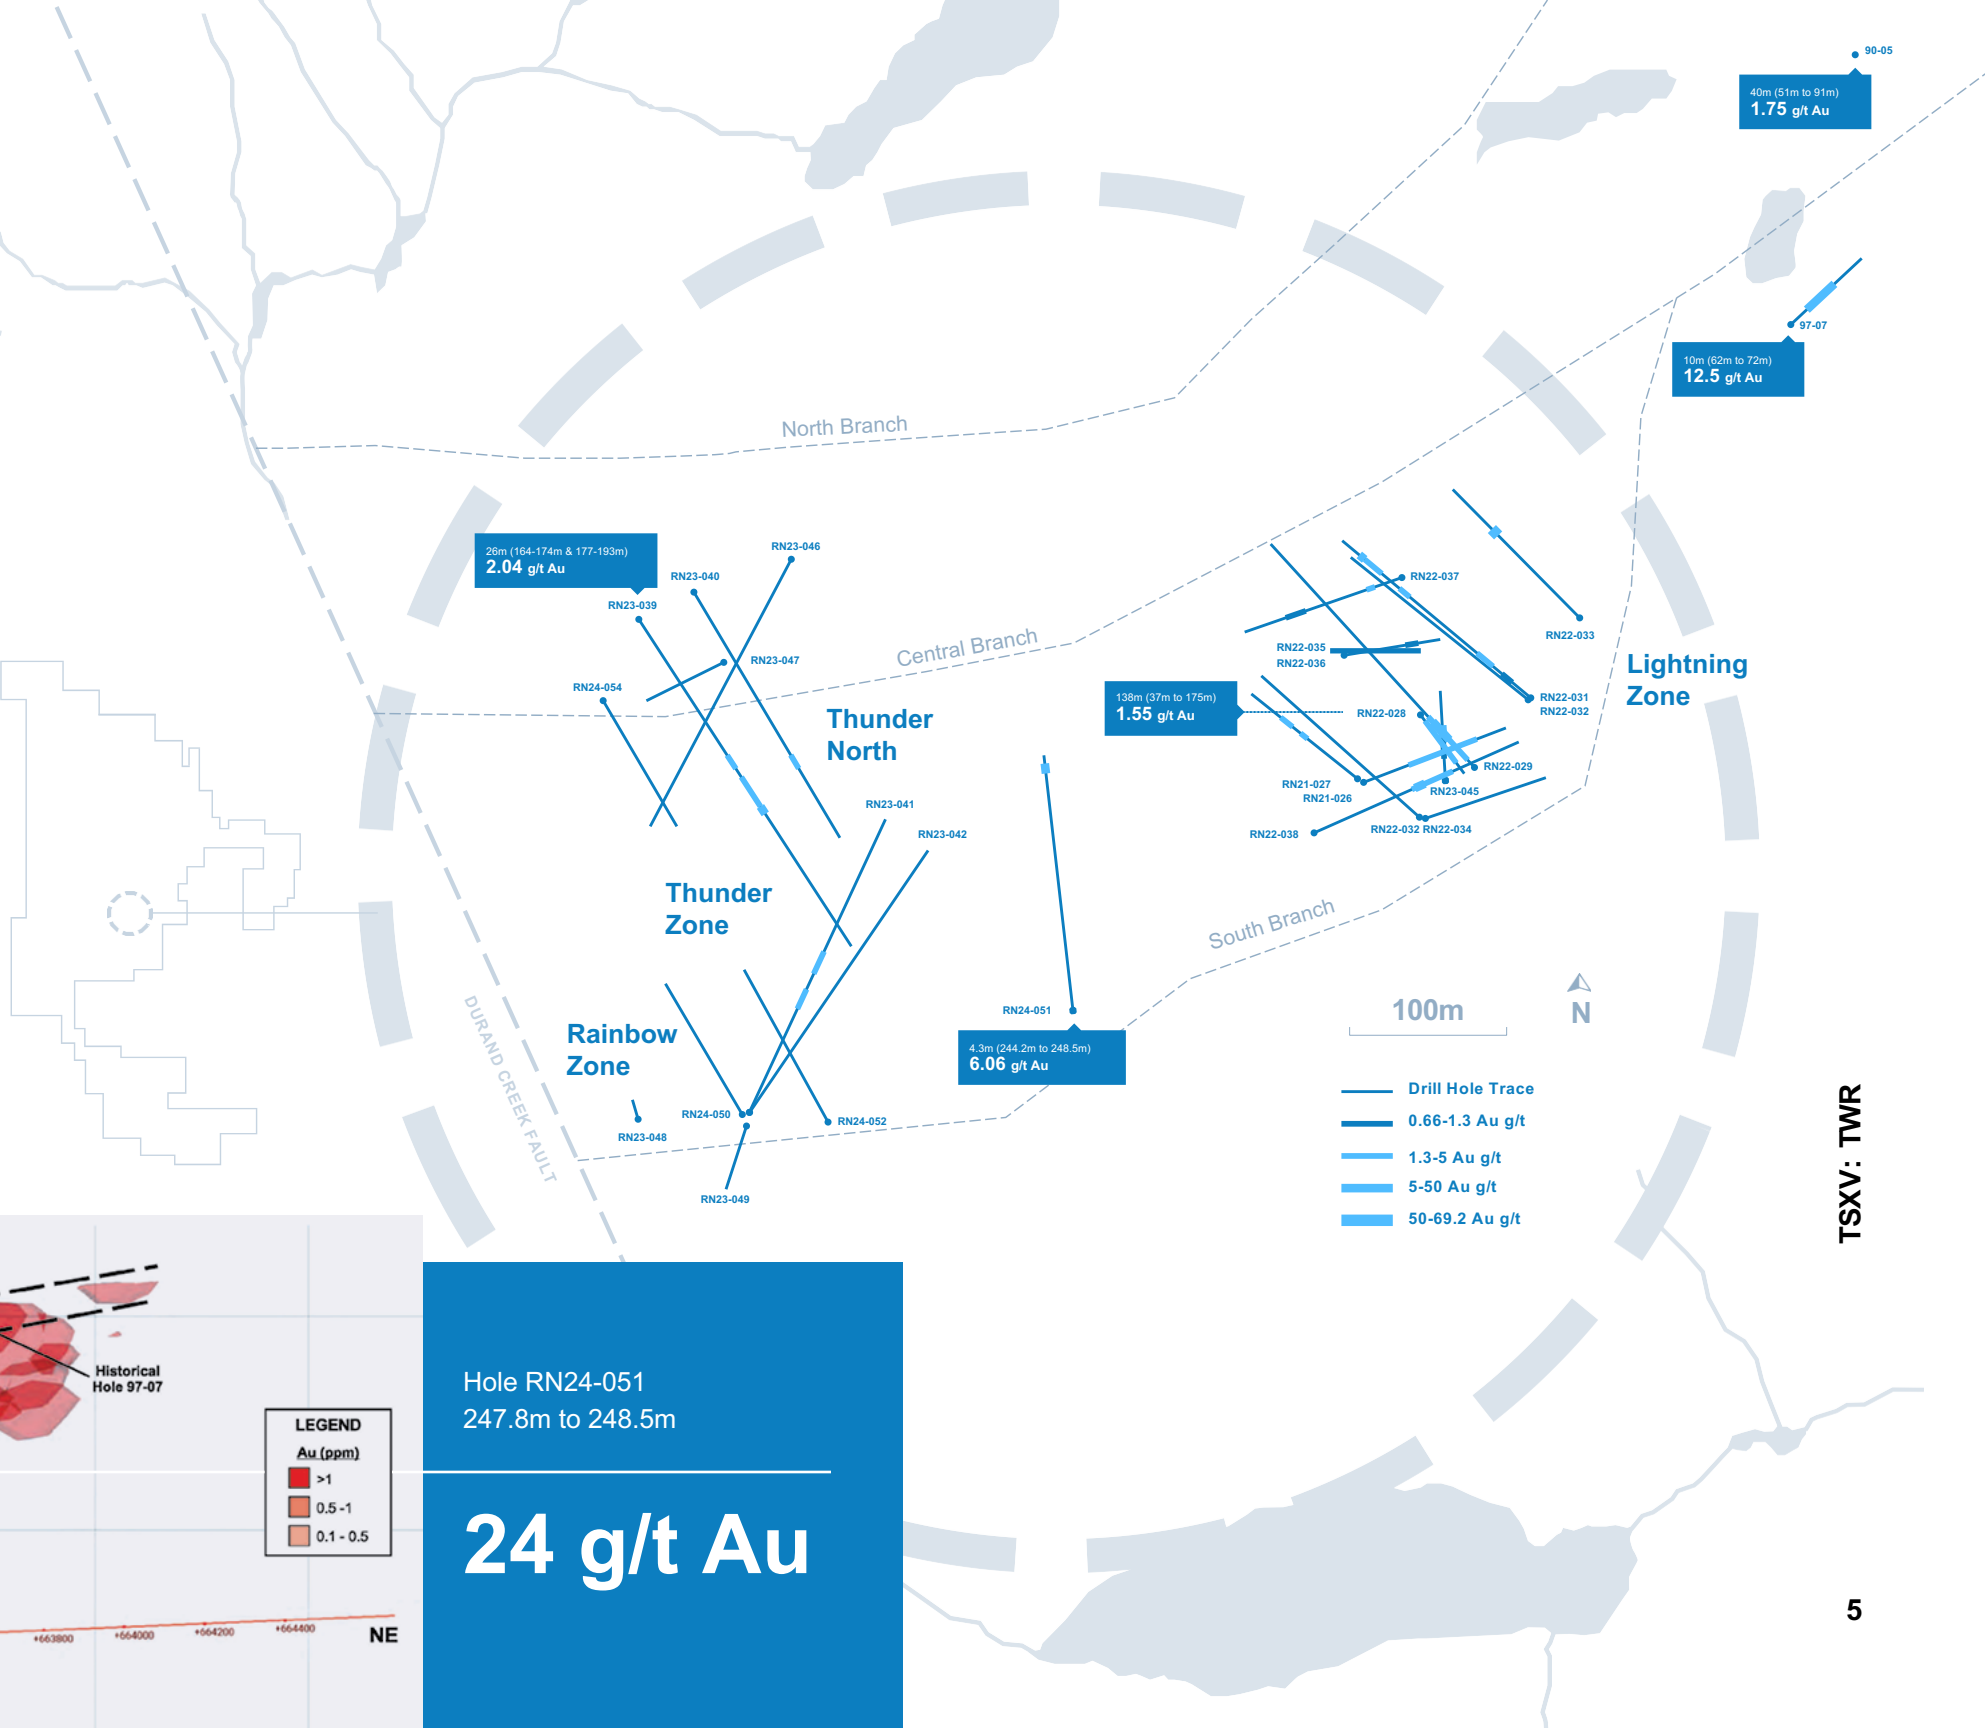 90-05
40m (51m to 91m)
1.75 g/t Au
97-07
10m (62m to 72m)
12.5 g/t Au
North Branch
Central Branch
South Branch
DURAND CREEK FAULT
26m (164-174m & 177-193m)
2.04 g/t Au
RN23-039
RN23-040
RN23-046
RN23-047
RN24-054
Thunder
North
RN23-041
RN23-042
Thunder
Zone
Rainbow
Zone
RN23-048
RN24-050
RN23-049
RN24-052
RN24-051
4.3m (244.2m to 248.5m)
6.06 g/t Au
138m (37m to 175m)
1.55 g/t Au
RN22-037
RN22-033
RN22-035
RN22-036
Lightning
Zone
RN22-031
RN22-032
RN22-028
RN22-029
RN21-027
RN21-026
RN23-045
RN22-038
RN22-032 RN22-034
100m
N
Drill Hole Trace
0.66-1.3 Au g/t
1.3-5 Au g/t
5-50 Au g/t
50-69.2 Au g/t
TSXV: TWR
5
Historical
Hole 97-07
LEGEND
Au (ppm)
>1
0.5 -1
0.1 - 0.5
+663800
+664000
+664200
+664400
NE
Hole RN24-051
247.8m to 248.5m
24 g/t Au